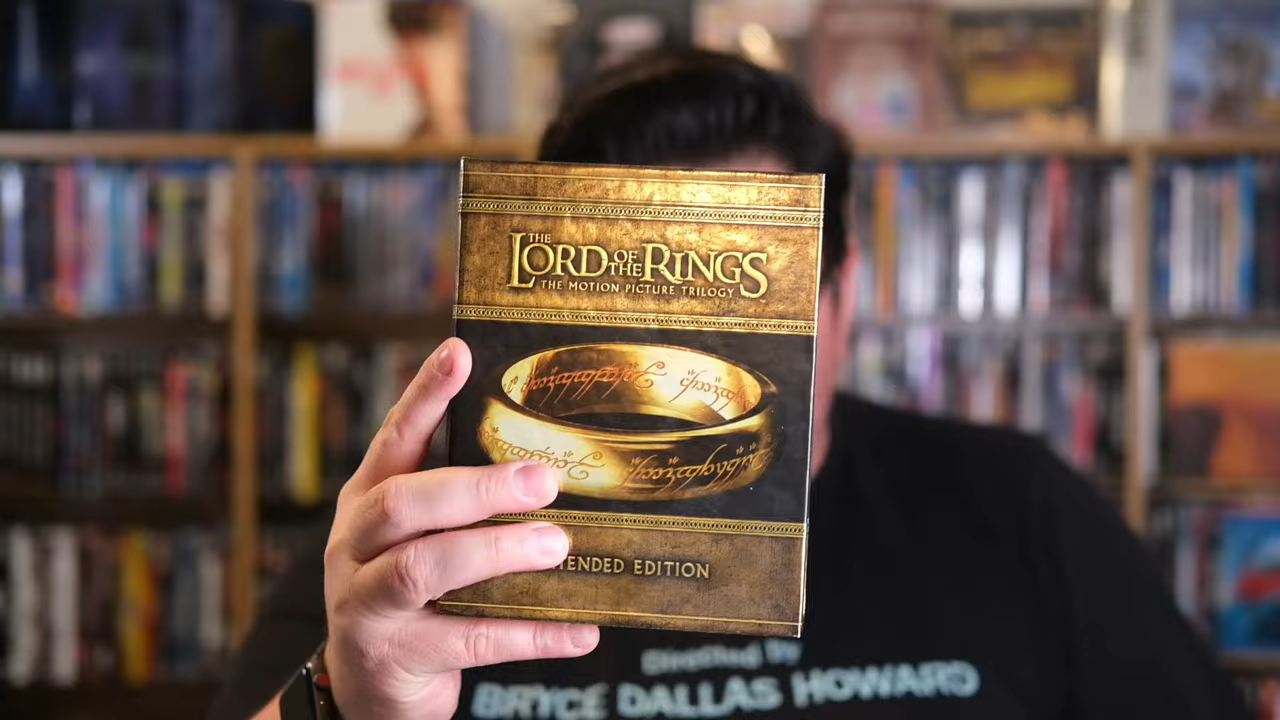 THE
LORD OF THE RINGS
THE MOTION PICTURE TRILOGY
TENDED EDITION
Directed By
BRYCE DALLAS HOWARD